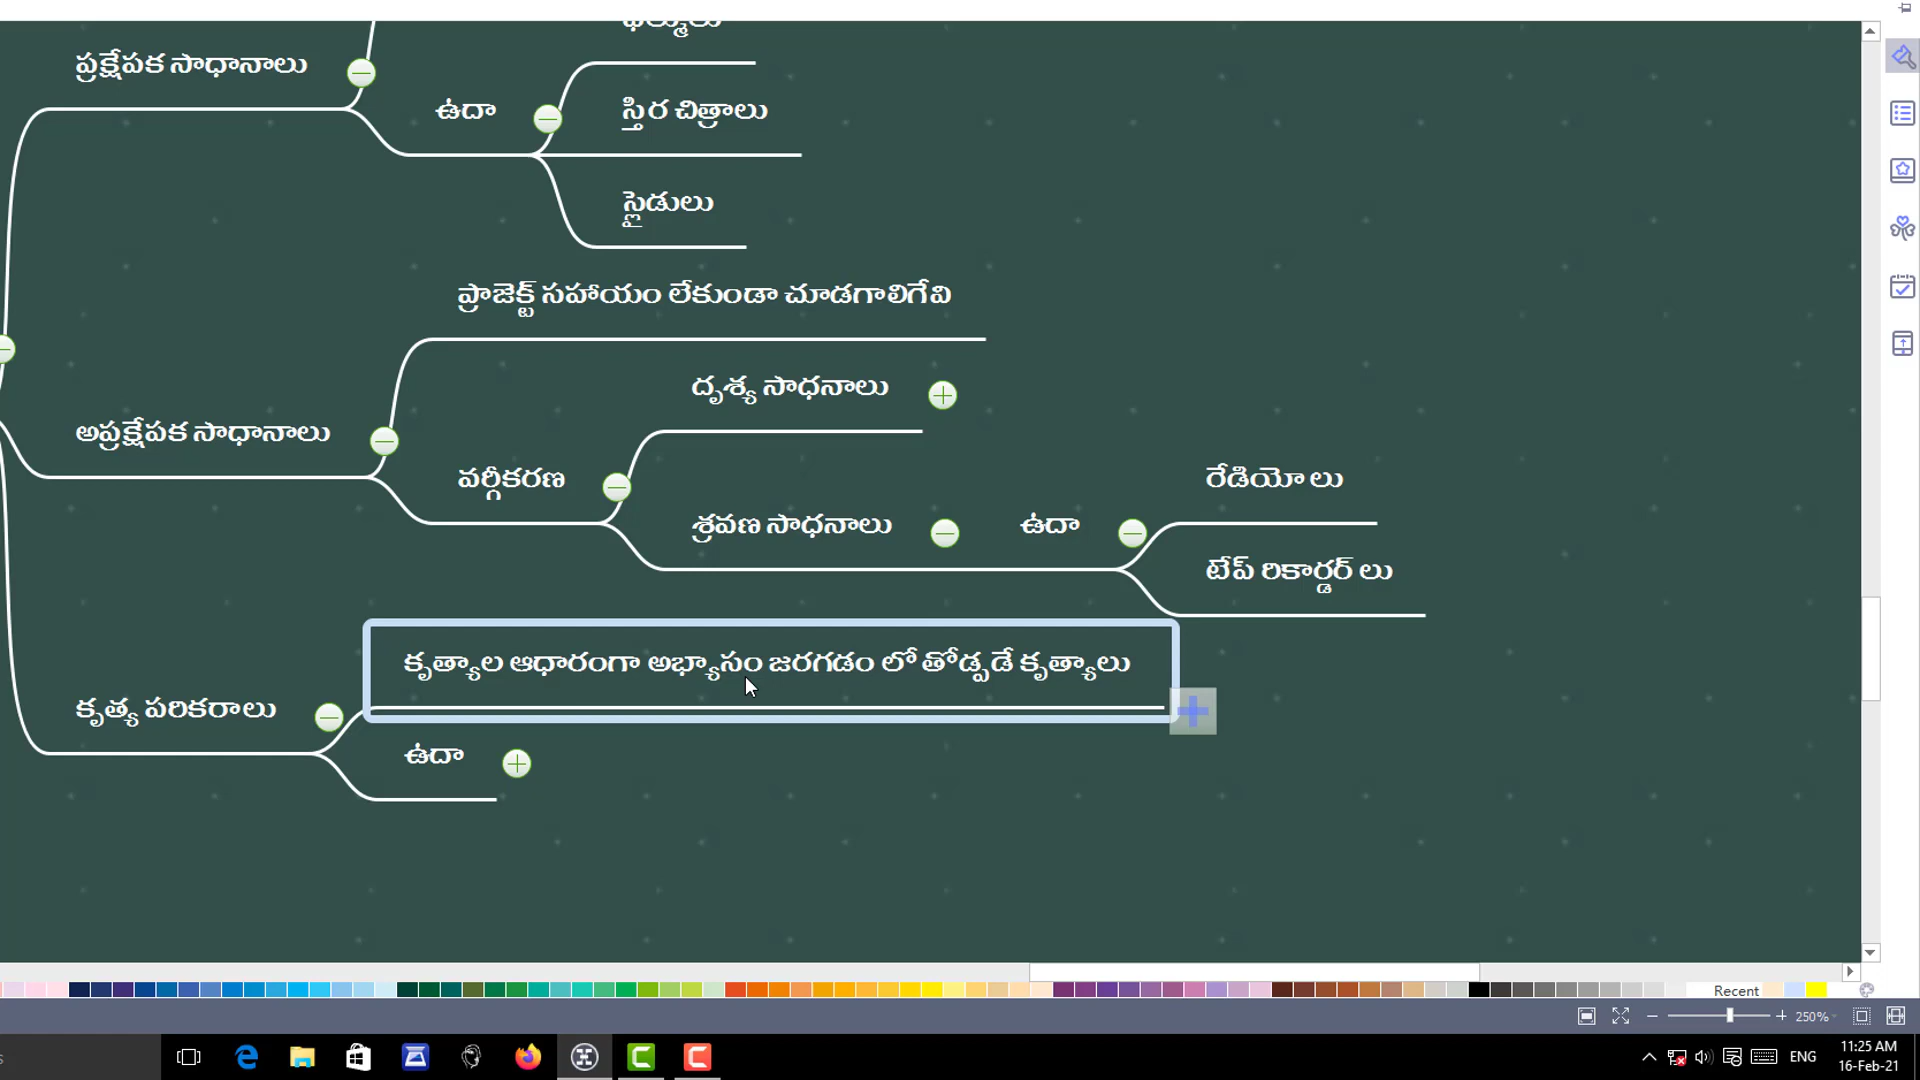 ప్రక్షేపక సాధానాలు
ఉదా
స్తిర చిత్రాలు
స్లైడులు
ప్రాజెక్ట్ సహాయం లేకుండా చూడగాలిగేవి
దృశ్య సాధనాలు
అప్రక్షేపక సాధానాలు
వర్గీకరణ
రేడియో లు
శ్రవణ సాధనాలు
ఉదా
టేప్ రికార్డర్ లు
కృత్యాల ఆధారంగా అభ్యాసం జరగడం లో తోడ్పడే కృత్యాలు
కృత్య పరికరాలు
ఉదా
Recent
250%
ENG
11:25 AM
16-Feb-21